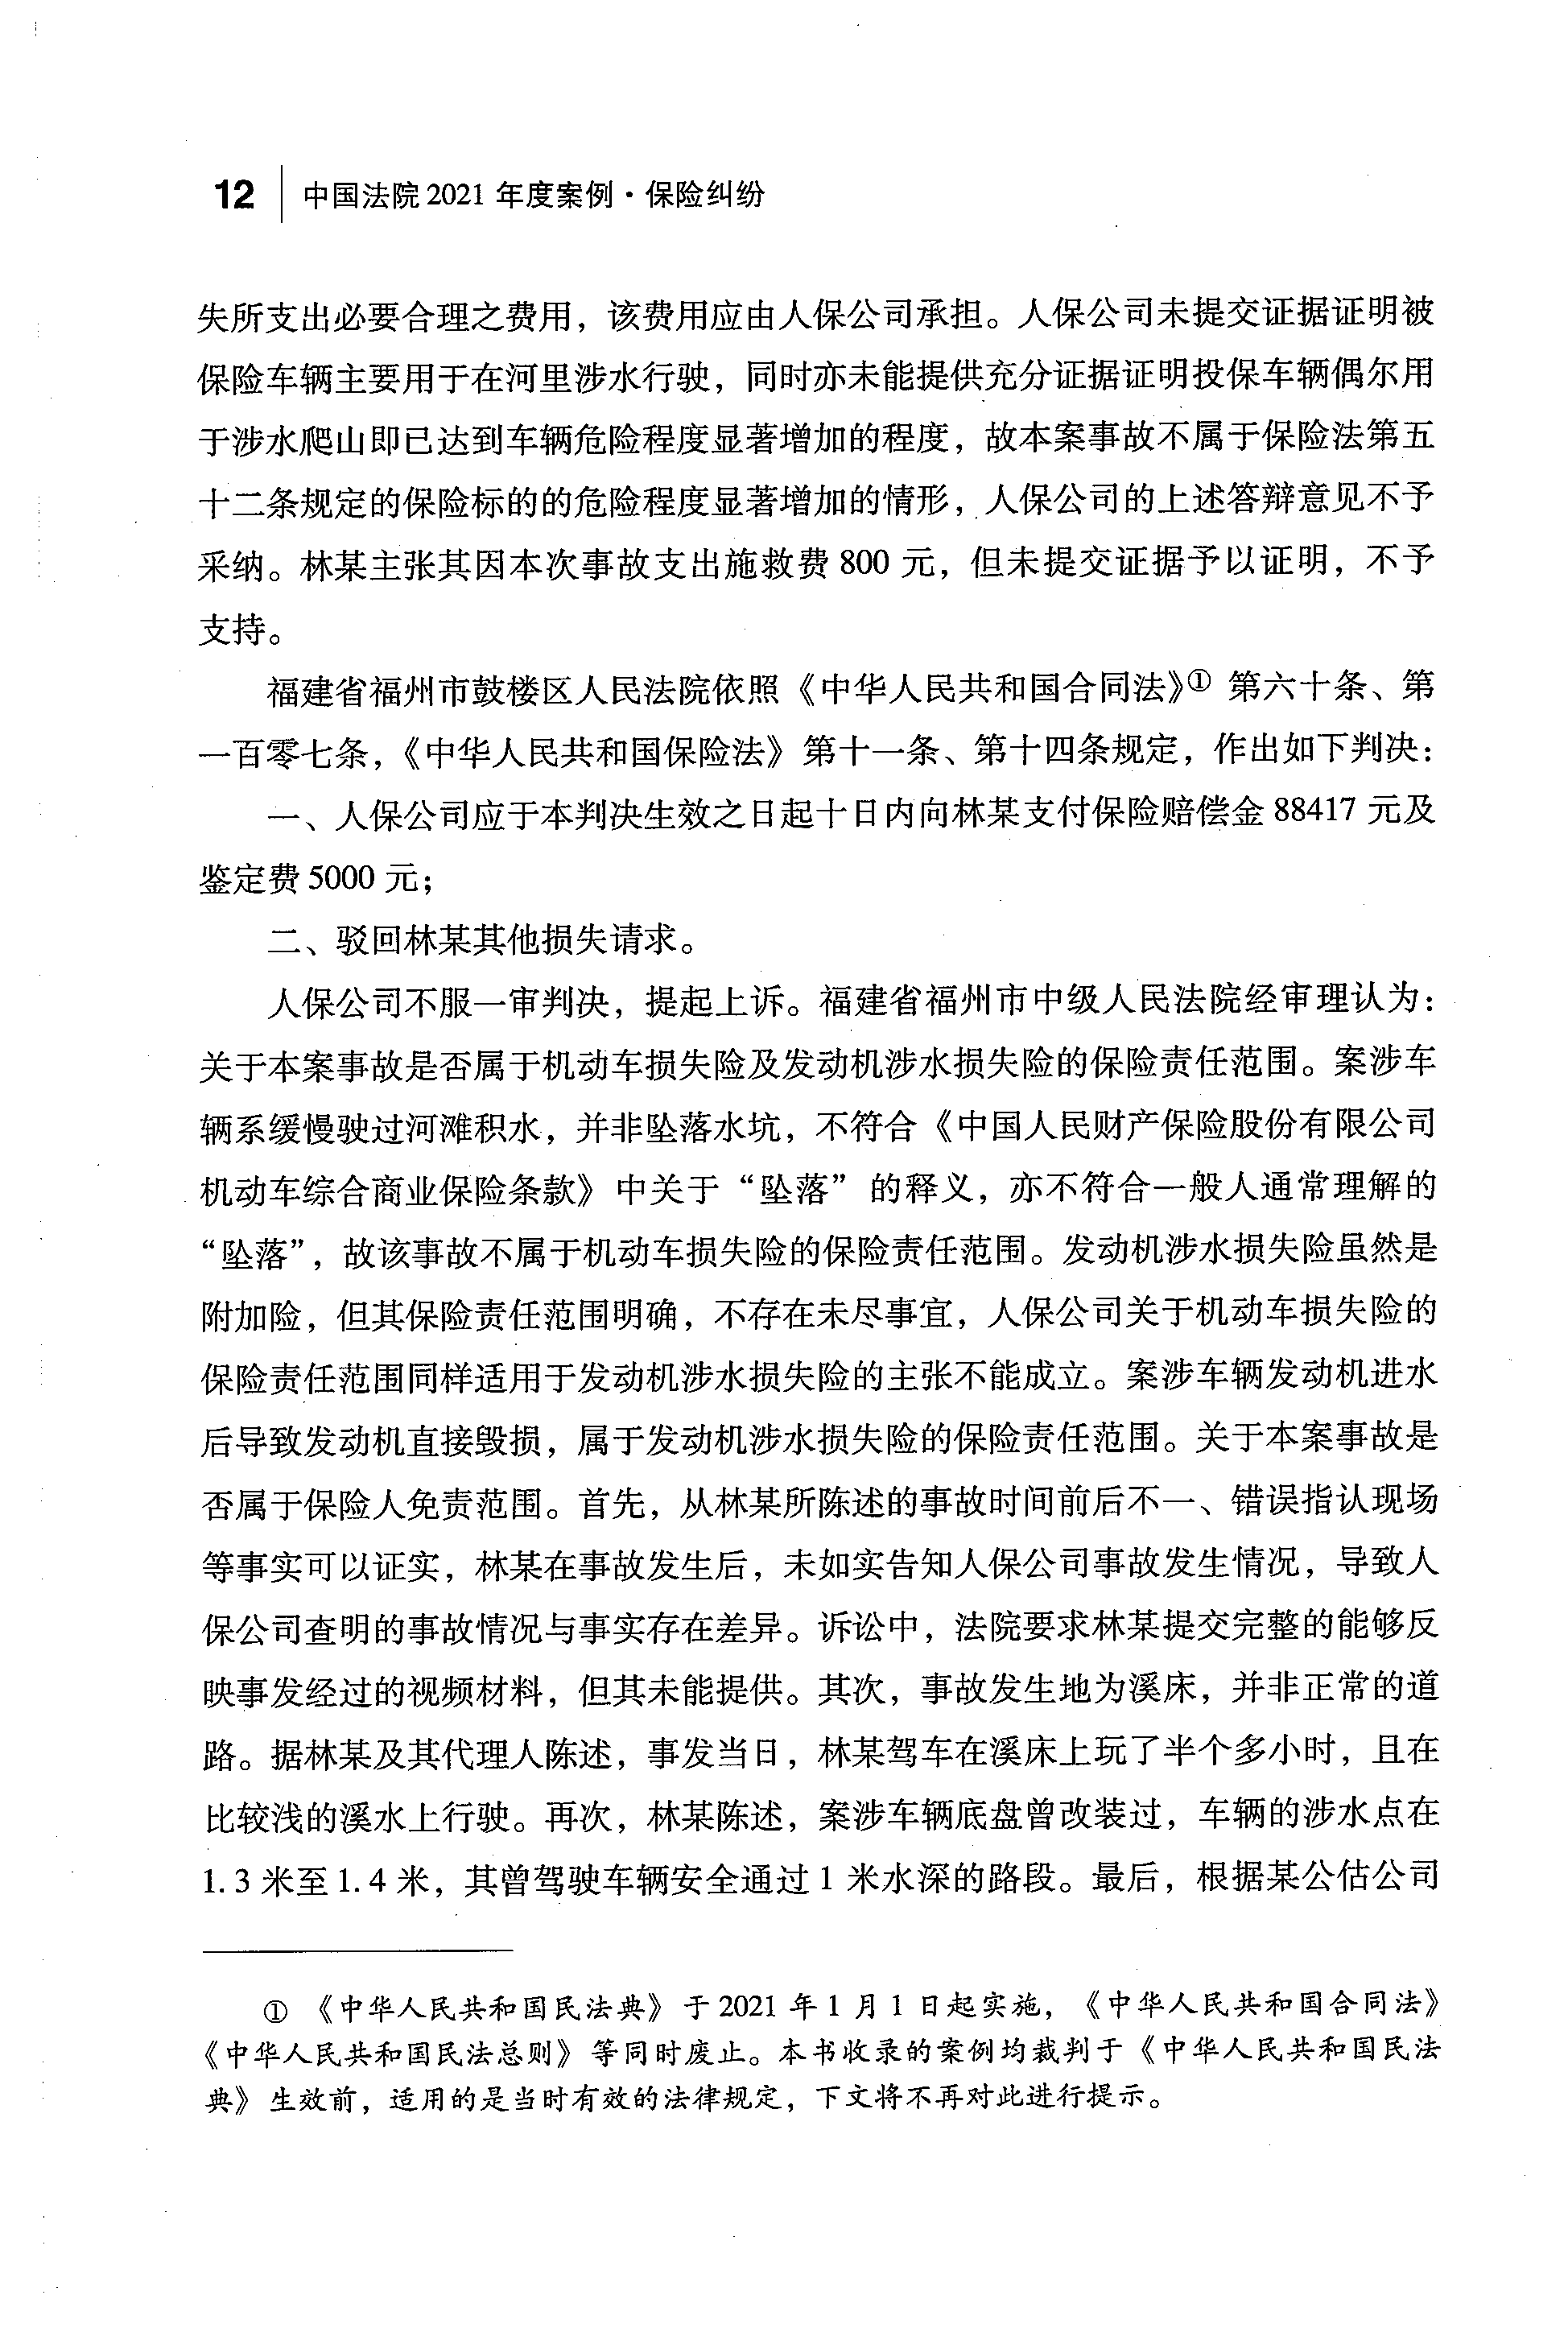 12 中国法院 2021 年度案例·保险纠纷
失所支出必要合理之费用，该费用应由人保公司承担。人保公司未提交证据证明被
保险车辆主要用于在河里涉水行驶，同时亦未能提供充分证据证明投保车辆偶尔用
于涉水爬山即已达到车辆危险程度显著增加的程度，故本案事故不属于保险法第五
十二条规定的保险标的的危险程度显著增加的情形，人保公司的上述答辩意见不予
采纳。林某主张其因本次事故支出施救费 800 元，但未提交证据予以证明，不予
支持。
福建省福州市鼓楼区人民法院依照《中华人民共和国合同法》① 第六十条、第
一百零七条，《中华人民共和国保险法》第十一条、第十四条规定，作出如下判决：
一、人保公司应于本判决生效之日起十日内向林某支付保险赔偿金 88417 元及
鉴定费 5000 元；
二、驳回林某其他损失请求。
人保公司不服一审判决，提起上诉。福建省福州市中级人民法院经审理认为：
关于本案事故是否属于机动车损失险及发动机涉水损失险的保险责任范围。案涉车
辆系缓慢驶过河滩积水，并非坠落水坑，不符合《中国人民财产保险股份有限公司
机动车综合商业保险条款》中关于“坠落”的释义，亦不符合一般人通常理解的
“坠落”，故该事故不属于机动车损失险的保险责任范围。发动机涉水损失险虽然是
附加险，但其保险责任范围明确，不存在未尽事宜，人保公司关于机动车损失险的
保险责任范围同样适用于发动机涉水损失险的主张不能成立。案涉车辆发动机进水
后导致发动机直接毁损，属于发动机涉水损失险的保险责任范围。关于本案事故是
否属于保险人免责范围。首先，从林某所陈述的事故时间前后不一、错误指认现场
等事实可以证实，林某在事故发生后，未如实告知人保公司事故发生情况，导致人
保公司查明的事故情况与事实存在差异。诉讼中，法院要求林某提交完整的能够反
映事发经过的视频材料，但其未能提供。其次，事故发生地为溪床，并非正常的道
路。据林某及其代理人陈述，事发当日，林某驾车在溪床上玩了半个多小时，且在
比较浅的溪水上行驶。再次，林某陈述，案涉车辆底盘曾改装过，车辆的涉水点在
1.3 米至 1.4 米，其曾驾驶车辆安全通过 1 米水深的路段。最后，根据某公估公司
① 《中华人民共和国民法典》于 2021 年 1 月 1 日起实施，《中华人民共和国合同法》
《中华人民共和国民法总则》等同时废止。本书收录的案例均裁判于《中华人民共和国民法
典》生效前，适用的是当时有效的法律规定，下文将不再对此进行提示。